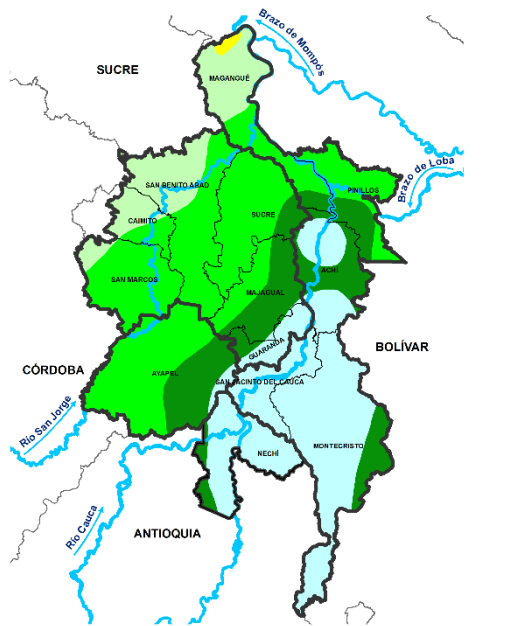 Brazo de Mompós
SUCRE
MAGANGUÉ
Brazo de Loba
SAN BENITO ABAD
PINILLOS
CAIMITO
SUCRE
ACHÍ
SAN MARCOS
MAJAGUAL
GUARANDA
BOLÍVAR
CÓRDOBA
AYAPEL
SAN JACINTO DEL CAUCA
Río San Jorge
MONTECRISTO
NECHÍ
Río Cauca
ANTIOQUIA